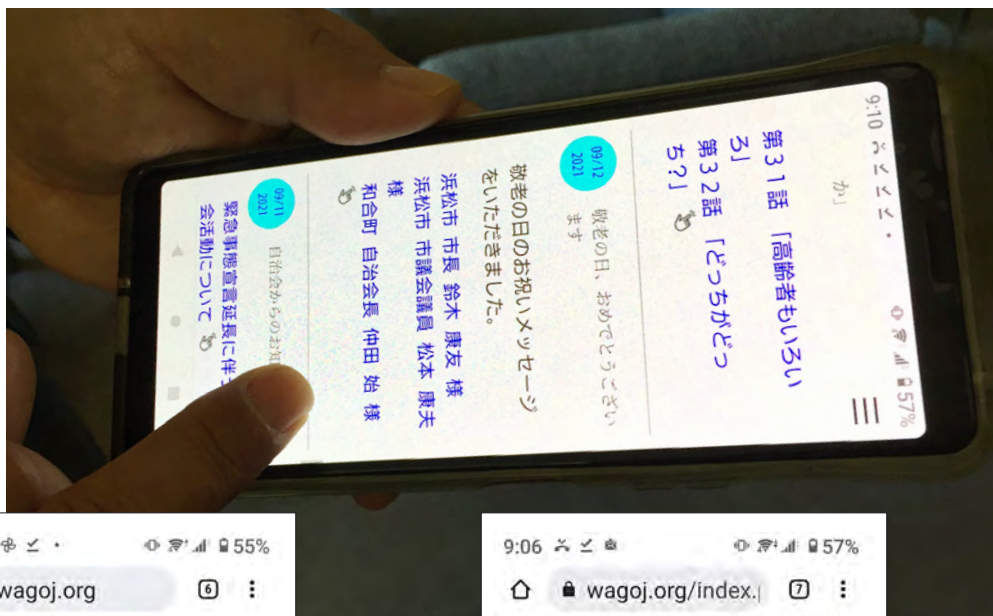 9:10 57%
か」
第31話 「高齢者もいろい
ろ」
第32話 「どっちがどっ
ち?」
09/12
2021
敬老の日、おめでとうござい
ます
敬老の日のお祝いメッセージ
をいただきました。
浜松市 市長 鈴木 康友 様
浜松市 市議会議員 松本 康夫
様
和合町 自治会長 仲田 始 様
09/11
2021
自治会からのお知
緊急事態宣言延長に伴
会活動について
55%
wagoj.org 6
9:06 57%
wagoj.org/index. 7